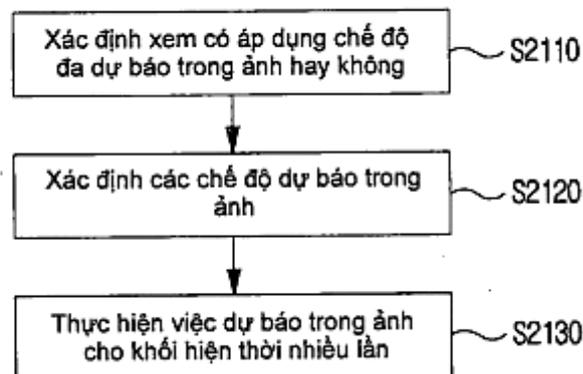 Xác định xem có áp dụng chế độ
đa dự báo trong ảnh hay không
S2110
Xác định các chế độ dự báo trong
ảnh
S2120
Thực hiện việc dự báo trong ảnh
cho khối hiện thời nhiều lần
S2130